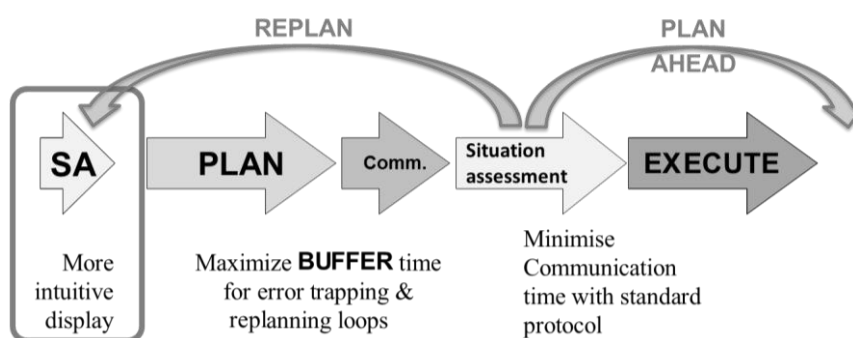 REPLAN
PLAN
AHEAD
SA
PLAN
Comm.
Situation
assessment
EXECUTE
More
intuitive
display
Maximize BUFFER time
for error trapping &
replanning loops
Minimise
Communication
time with standard
protocol